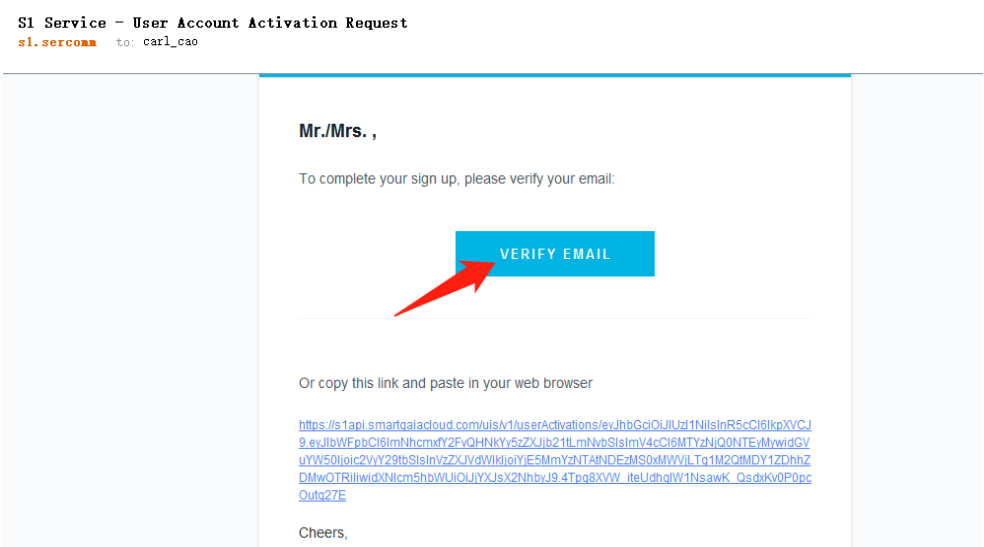 S1 Service - User Account Activation Request
s1.sercomm to: carl_cao
Mr./Mrs. ,
To complete your sign up, please verify your email:
VERIFY EMAIL
Or copy this link and paste in your web browser
Cheers,